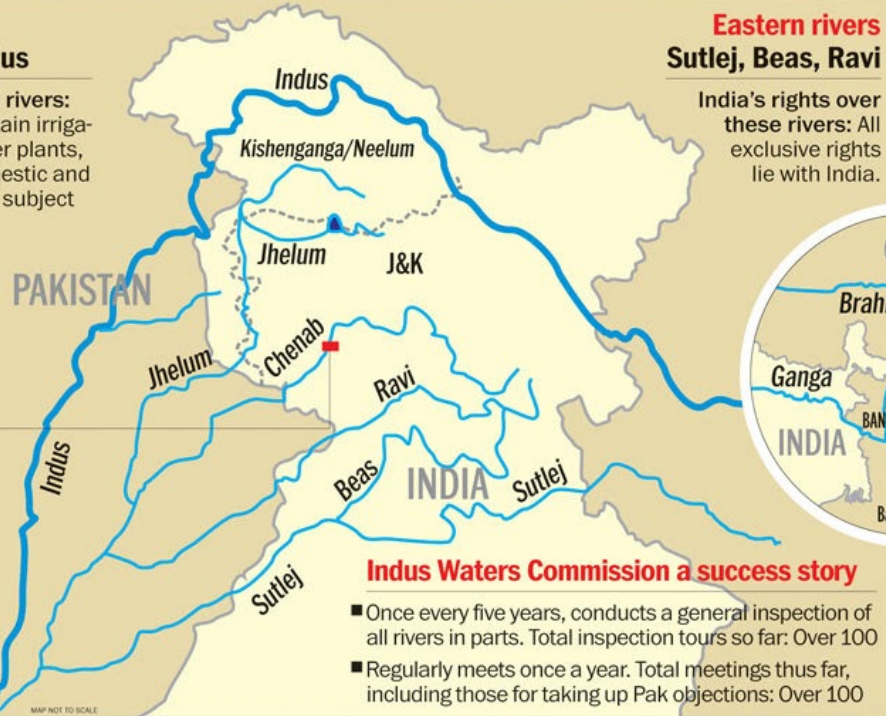 us
rivers:
ain irriga-
er plants,
nestic and
subject
Eastern rivers
Sutlej, Beas, Ravi
India's rights over
these rivers: All
exclusive rights
lie with India.
Indus
Kishenganga/Neelum
Jhelum
J&K
PAKISTAN
Chenab
Jhelum
Ravi
Indus
Beas
INDIA
Sutlej
Sutlej
Brah
Ganga
BAN
INDIA
B
Indus Waters Commission a success story
■ Once every five years, conducts a general inspection of
all rivers in parts. Total inspection tours so far: Over 100
■ Regularly meets once a year. Total meetings thus far,
including those for taking up Pak objections: Over 100
MAP NOT TO SCALE